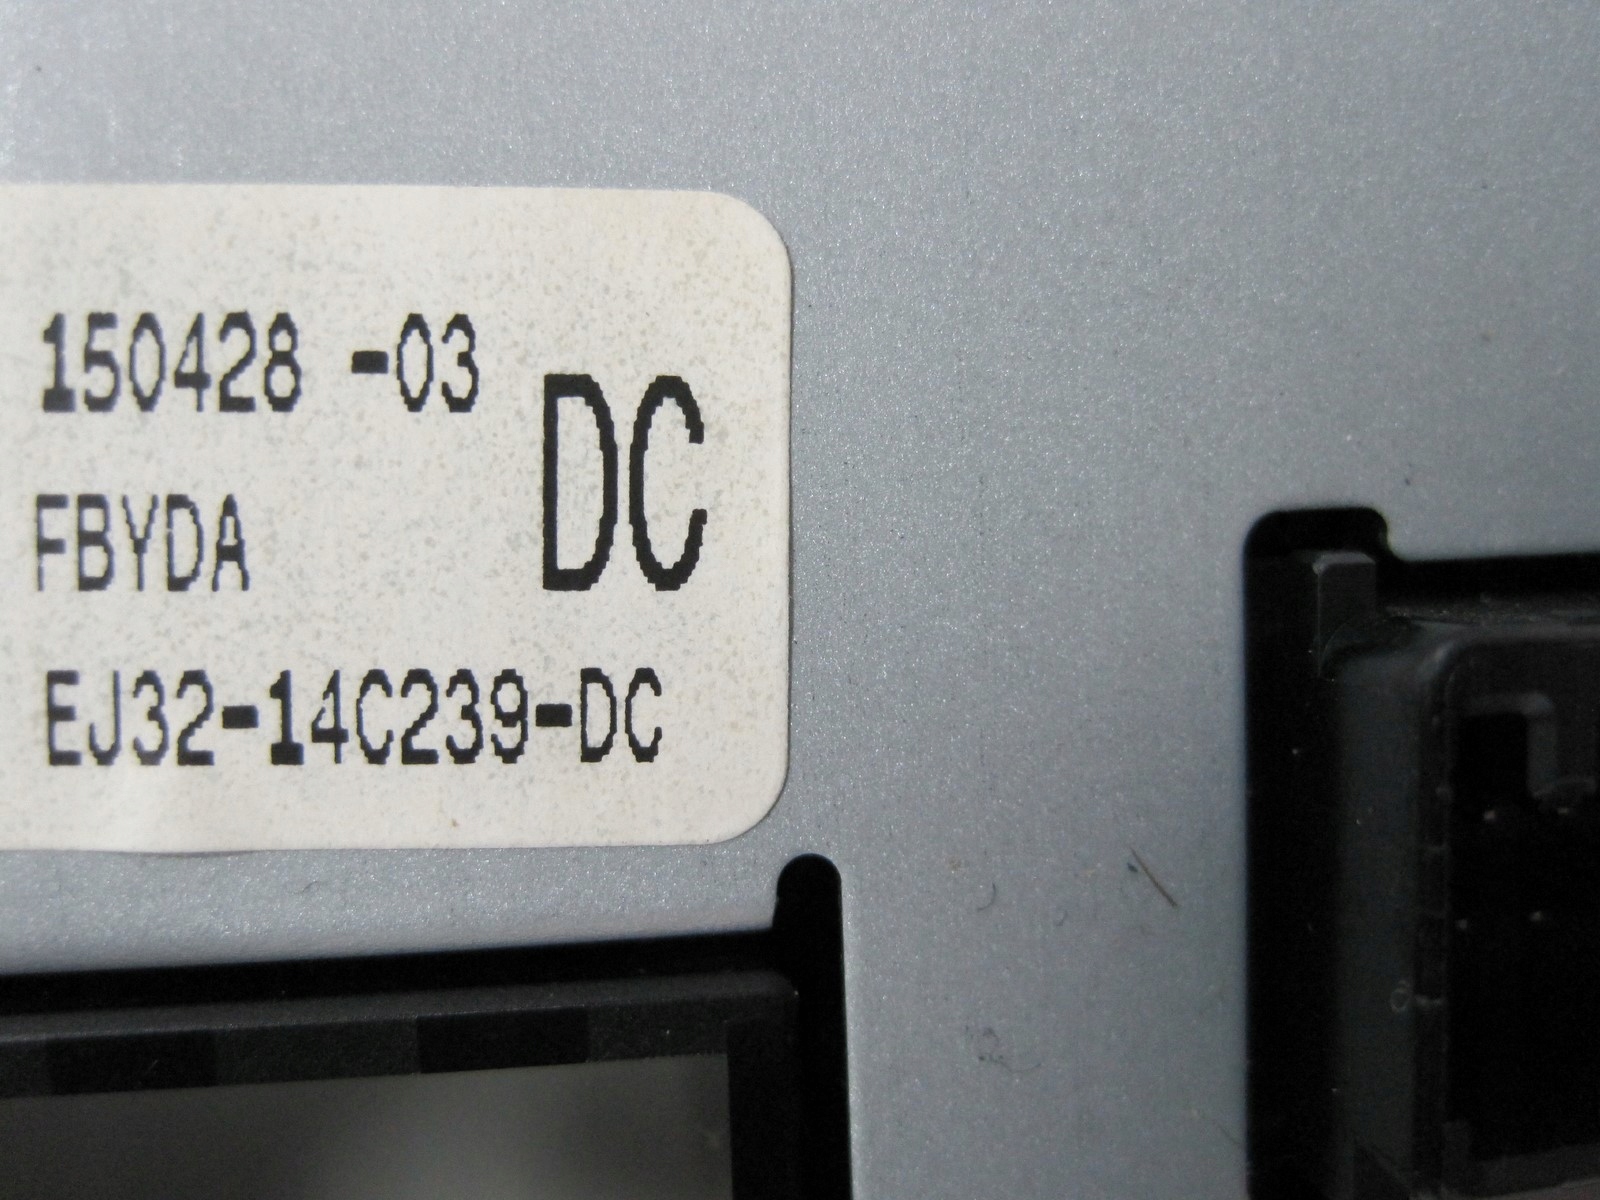 150428 -03
DC
FBYDA
EJ32-14C239-DC